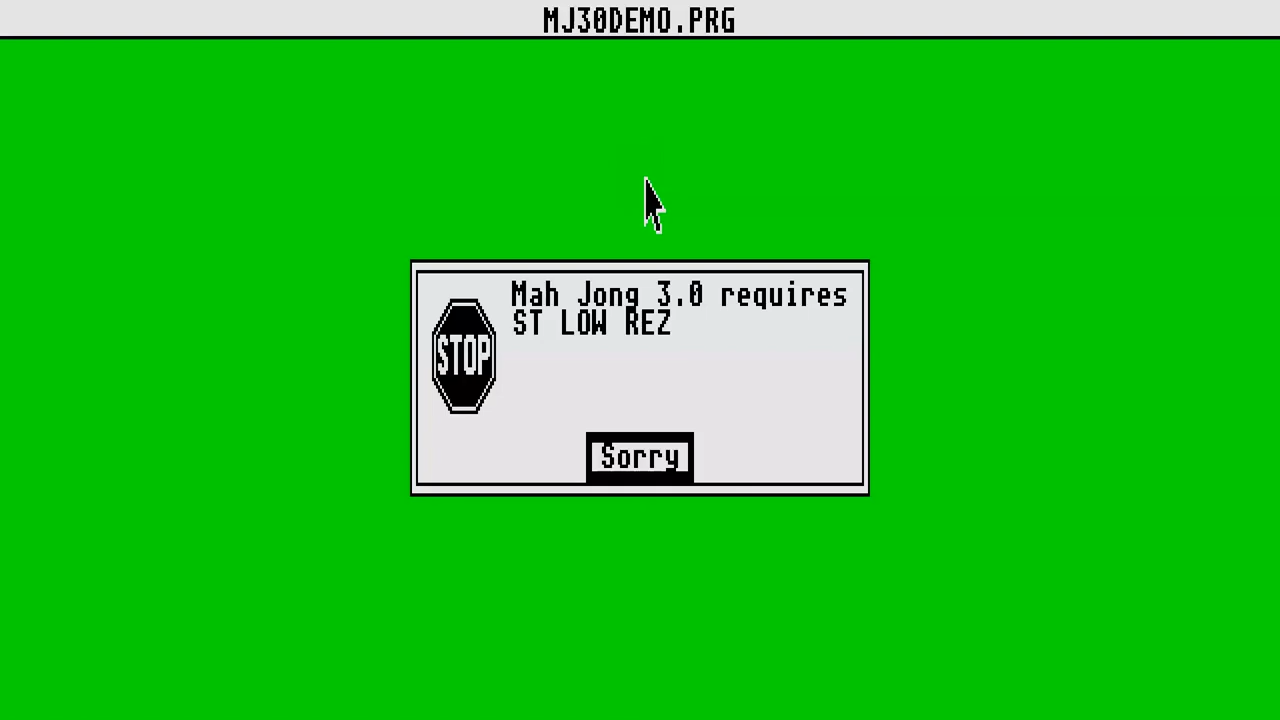 MJ30DEMO.PRG
Mah Jong 3.0 requires
ST LOW REZ
STOP
Sorry